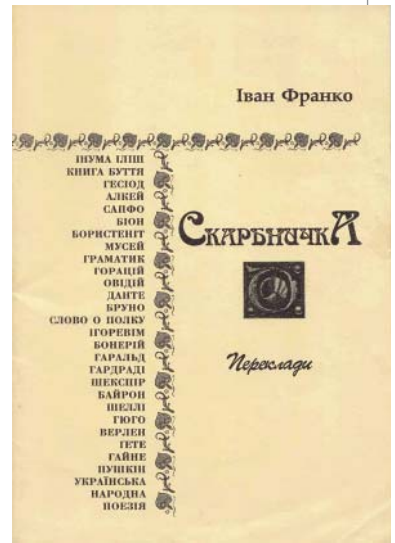 Іван Франко
ІНУМА ІЛІШ
КНИГА БУТТЯ
ГЕСІОД
АЛКЕЙ
САПФО
БІОН
БОРИСТЕНІТ
МУСЕЙ
ГРАМАТИК
ГОРАЦІЙ
ОВІДІЙ
ДАНТЕ
БРУНО
СЛОВО О ПОЛКУ
ІГОРЕВІМ
БОНЕРІЙ
ГАРАЛЬД
ГАРДРАДІ
ШЕКСПІР
БАЙРОН
ШЕЛЛІ
ГЮГО
ВЕРЛЕН
ГЕТЕ
ГАЙНЕ
ПУШКІН
УКРАЇНСЬКА
НАРОДНА
ПОЕЗІЯ
СКАРБНИЧКА
Переклади